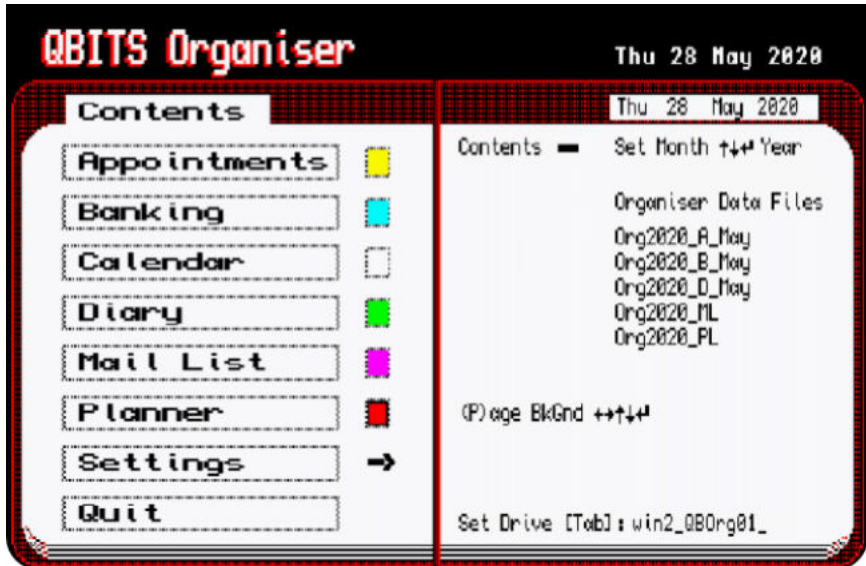 QBITS Organiser
Thu 28 May 2020
Contents
Thu 28 May 2020
Appointments
Banking
Calendar
Diary
Mail List
Planner
Settings
Quit
Contents Set Month ↑↓↵ Year
Organiser Data Files
Org2020_A_May
Org2020_B_May
Org2020_D_May
Org2020_ML
Org2020_PL
(P)age BkGnd ↔↑↓↵
Set Drive [Tab]: win2_QBOrg01_